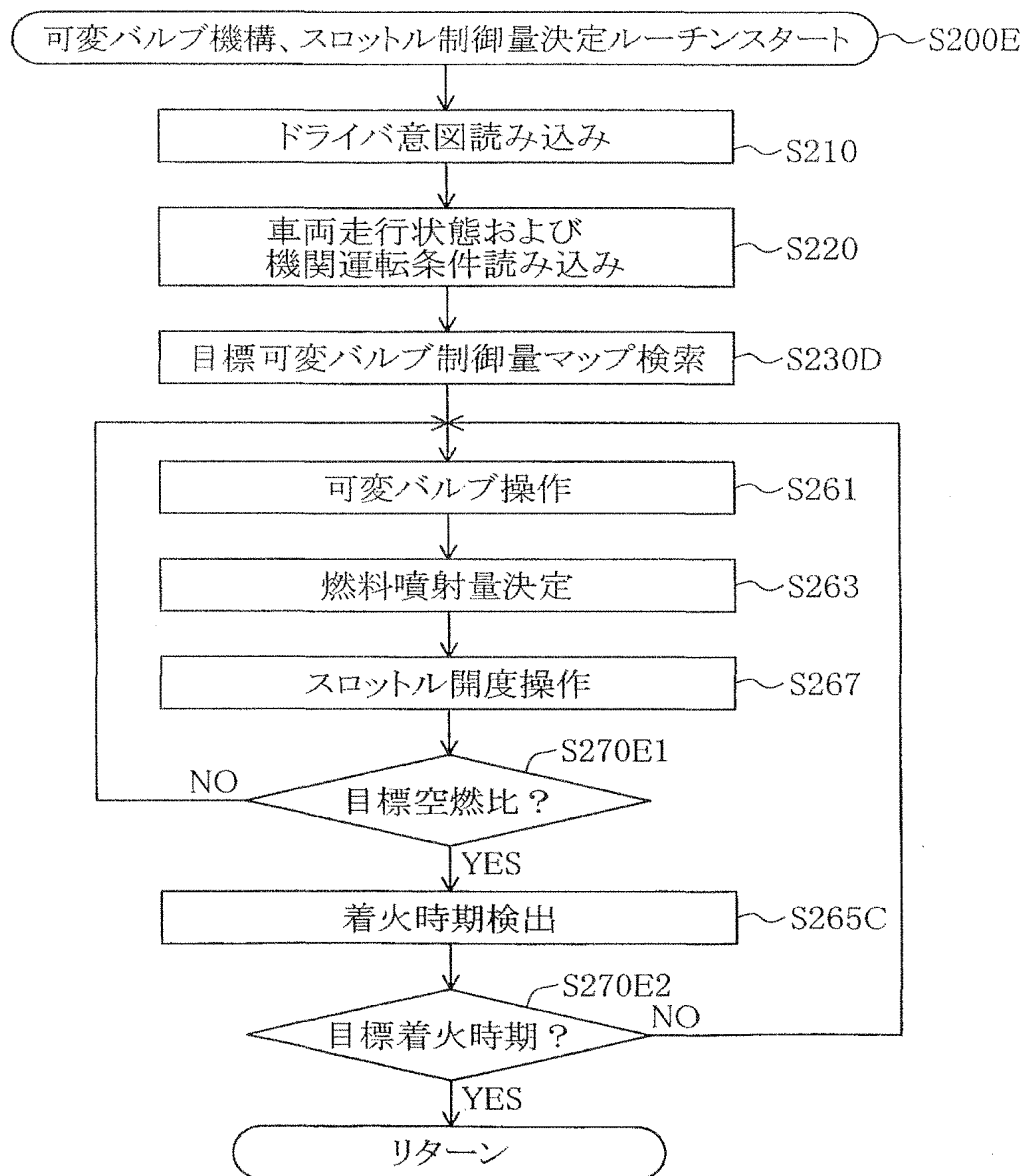 可変バルブ機構、スロットル制御量決定ルーチンスタート
S200E
ドライバ意図読み込み
S210
車両走行状態および
機関運転条件読み込み
S220
目標可変バルブ制御量マップ検索
S230D
可変バルブ操作
S261
燃料噴射量決定
S263
スロットル開度操作
S267
S270E1
NO
目標空燃比？
YES
着火時期検出
S265C
S270E2
目標着火時期？
NO
YES
リターン